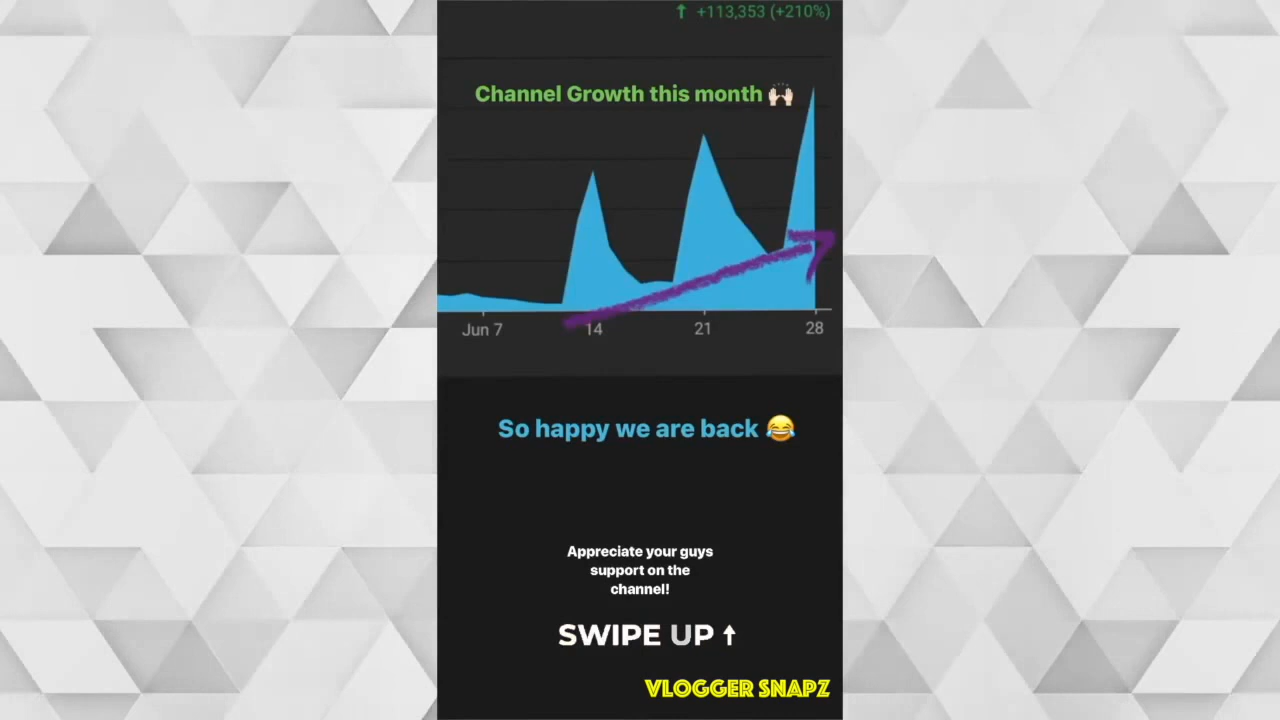 ↑ +113,353 (+210%)
Channel Growth this month 🙌🏻
Jun 7 14 21 28
So happy we are back 😂
Appreciate your guys
support on the
channel!
SWIPE UP ↑
VLOGGER SNAPZ